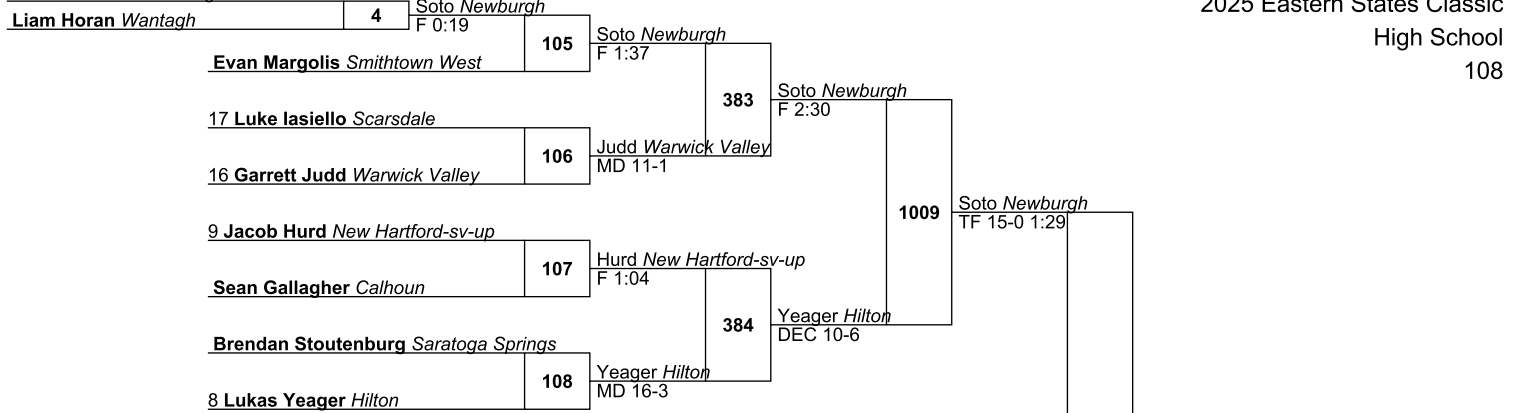 Soto Newburgh
2025 Eastern States Classic
Liam Horan Wantagh
4
F 0:19
Soto Newburgh
High School
105
F 1:37
Evan Margolis Smithtown West
108
Soto Newburgh
383
F 2:30
17 Luke Iasiello Scarsdale
106
Judd Warwick Valley
MD 11-1
16 Garrett Judd Warwick Valley
1009
Soto Newburgh
TF 15-0 1:29
9 Jacob Hurd New Hartford-sv-up
107
Hurd New Hartford-sv-up
F 1:04
Sean Gallagher Calhoun
384
Yeager Hilton
DEC 10-6
Brendan Stoutenburg Saratoga Springs
108
Yeager Hilton
MD 16-3
8 Lukas Yeager Hilton